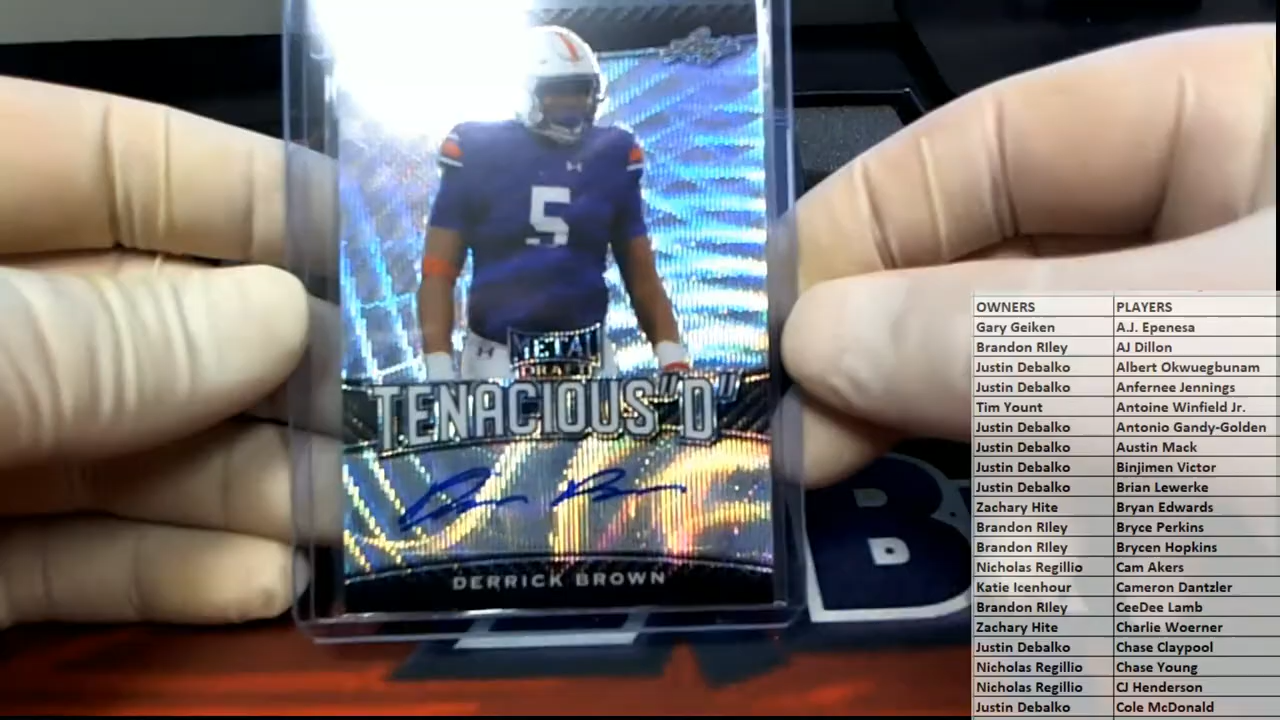 5
METAL
DRAFT
TENACIOUS"D"
DERRICK BROWN
B
OWNERS PLAYERS
Gary Geiken A.J. Epenesa
Brandon RIley AJ Dillon
Justin Debalko Albert Okwuegbunam
Justin Debalko Anfernee Jennings
Tim Yount Antoine Winfield Jr.
Justin Debalko Antonio Gandy-Golden
Justin Debalko Austin Mack
Justin Debalko Binjimen Victor
Justin Debalko Brian Lewerke
Zachary Hite Bryan Edwards
Brandon RIley Bryce Perkins
Brandon RIley Brycen Hopkins
Nicholas Regillio Cam Akers
Katie Icenhour Cameron Dantzler
Brandon RIley CeeDee Lamb
Zachary Hite Charlie Woerner
Justin Debalko Chase Claypool
Nicholas Regillio Chase Young
Nicholas Regillio CJ Henderson
Justin Debalko Cole McDonald